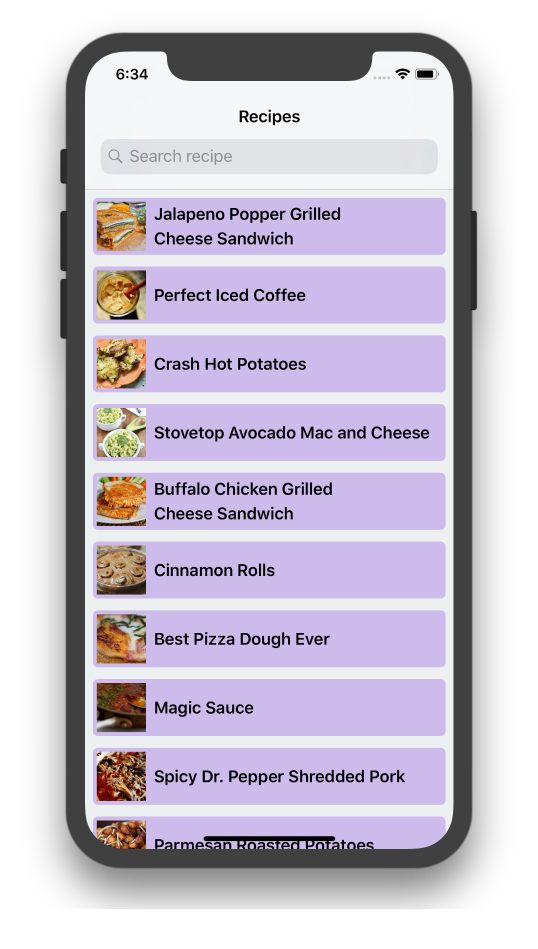 6:34
Recipes
Search recipe
Jalapeno Popper Grilled
Cheese Sandwich
Perfect Iced Coffee
Crash Hot Potatoes
Stovetop Avocado Mac and Cheese
Buffalo Chicken Grilled
Cheese Sandwich
Cinnamon Rolls
Best Pizza Dough Ever
Magic Sauce
Spicy Dr. Pepper Shredded Pork
Parmesan Roasted Potatoes